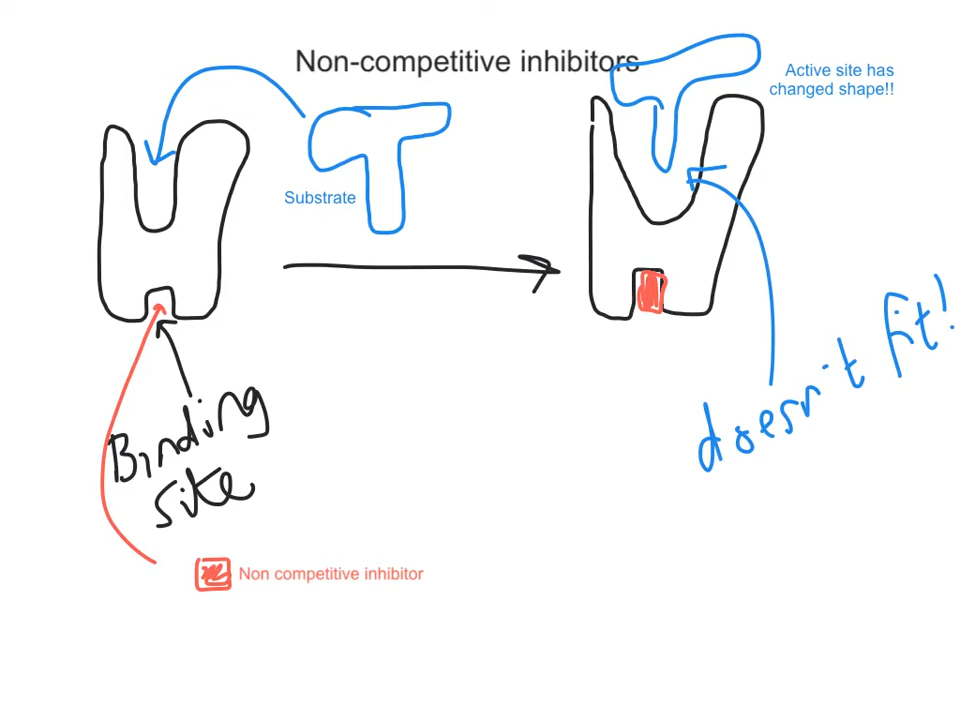 Non-competitive inhibitors
Active site has
changed shape!!
Substrate
doesn't fit!
Binding
site
Non competitive inhibitor